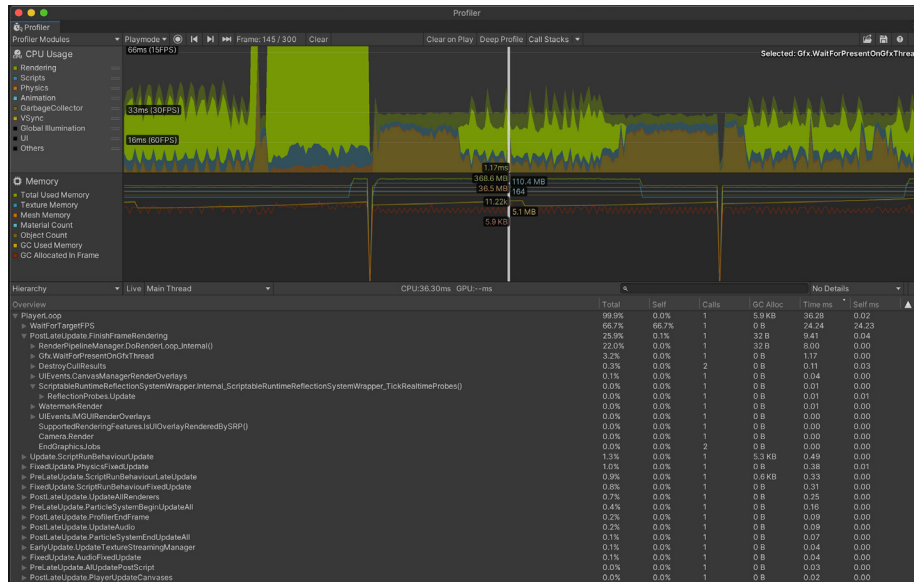 Profiler
Profiler
Profiler Modules Playmode Frame: 145 / 300 Clear Clear on Play Deep Profile Call Stacks
CPU Usage
Rendering
Scripts
Physics
Animation
GarbageCollector
VSync
Global Illumination
UI
Others
66ms (15FPS)
33ms (30FPS)
16ms (60FPS)
Selected: Gfx.WaitForPresentOnGfxThrea
1.17ms
Memory
Total Used Memory
Texture Memory
Mesh Memory
Material Count
Object Count
GC Used Memory
GC Allocated In Frame
368.6 MB
110.4 MB
36.5 MB
164
11.22k
5.1 MB
5.9 KB
Hierarchy Live Main Thread CPU:36.30ms GPU:--ms No Details
Overview Total Self Calls GC Alloc Time ms Self ms
PlayerLoop 99.9% 0.0% 1 5.9 KB 36.28 0.02
WaitForTargetFPS 66.7% 66.7% 1 0 B 24.24 24.23
PostLateUpdate.FinishFrameRendering 25.9% 0.1% 1 32 B 9.41 0.04
RenderPipelineManager.DoRenderLoop_Internal() 22.0% 0.0% 1 32 B 8.00 0.00
Gfx.WaitForPresentOnGfxThread 3.2% 0.0% 1 0 B 1.17 0.00
DestroyCullResults 0.3% 0.0% 2 0 B 0.11 0.03
UIEvents.CanvasManagerRenderOverlays 0.1% 0.0% 1 0 B 0.04 0.00
ScriptableRuntimeReflectionSystemWrapper.Internal_ScriptableRuntimeReflectionSystemWrapper_TickRealtimeProbes() 0.0% 0.0% 1 0 B 0.01 0.00
ReflectionProbes.Update 0.0% 0.0% 1 0 B 0.01 0.01
WatermarkRender 0.0% 0.0% 1 0 B 0.01 0.00
UIEvents.IMGUIRenderOverlays 0.0% 0.0% 1 0 B 0.00 0.00
SupportedRenderingFeatures.IsUIOverlayRenderedBySRP() 0.0% 0.0% 1 0 B 0.00 0.00
Camera.Render 0.0% 0.0% 1 0 B 0.00 0.00
EndGraphicsJobs 0.0% 0.0% 2 0 B 0.00 0.00
Update.ScriptRunBehaviourUpdate 1.3% 0.0% 1 5.3 KB 0.49 0.00
FixedUpdate.PhysicsFixedUpdate 1.0% 0.0% 1 0 B 0.38 0.01
PreLateUpdate.ScriptRunBehaviourLateUpdate 0.9% 0.0% 1 0.6 KB 0.33 0.00
FixedUpdate.ScriptRunBehaviourFixedUpdate 0.8% 0.0% 1 0 B 0.31 0.00
PostLateUpdate.UpdateAllRenderers 0.7% 0.0% 1 0 B 0.25 0.00
PreLateUpdate.ParticleSystemBeginUpdateAll 0.4% 0.0% 1 0 B 0.16 0.00
PostLateUpdate.ProfilerEndFrame 0.2% 0.0% 1 0 B 0.09 0.00
PostLateUpdate.UpdateAudio 0.2% 0.0% 1 0 B 0.09 0.00
PostLateUpdate.ParticleSystemEndUpdateAll 0.1% 0.0% 1 0 B 0.07 0.00
EarlyUpdate.UpdateTextureStreamingManager 0.1% 0.0% 1 0 B 0.04 0.00
FixedUpdate.AudioFixedUpdate 0.1% 0.0% 1 0 B 0.04 0.00
PreLateUpdate.AIUpdatePostScript 0.0% 0.0% 1 0 B 0.03 0.00
PostLateUpdate.PlayerUpdateCanvases 0.0% 0.0% 1 0 B 0.02 0.00